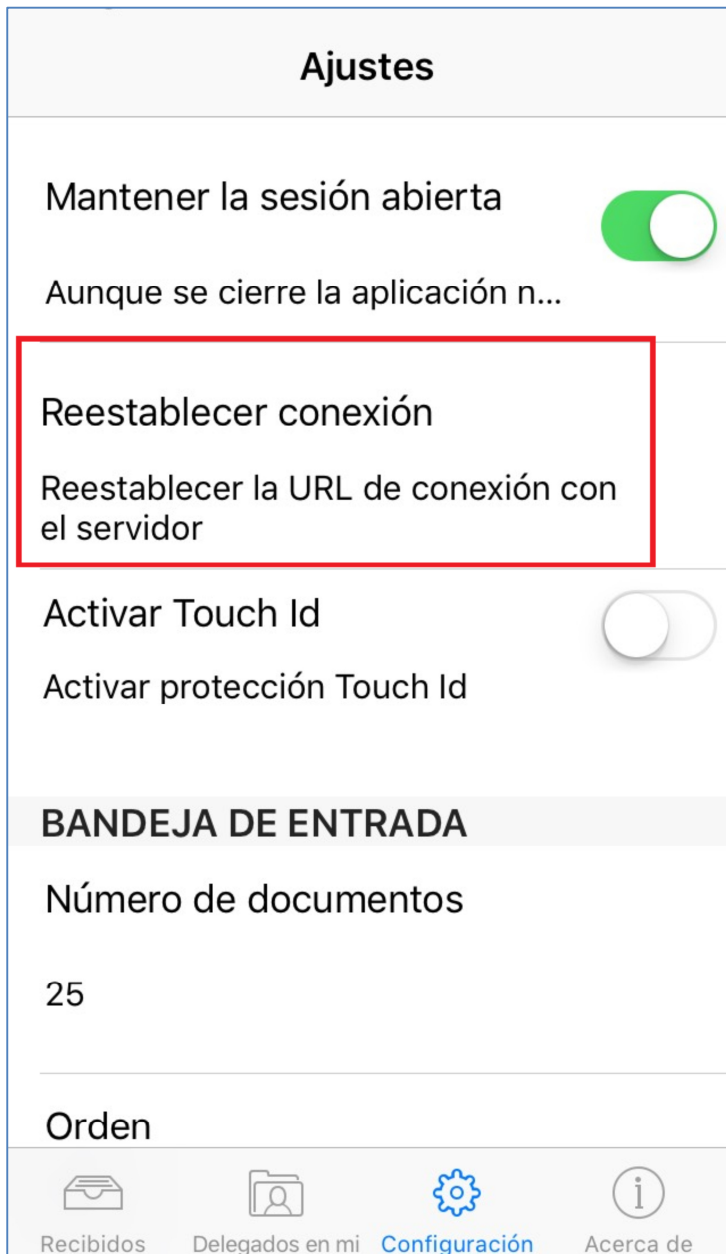 Ajustes
Mantener la sesión abierta
Aunque se cierre la aplicación n...
Reestablecer conexión
Reestablecer la URL de conexión con
el servidor
Activar Touch Id
Activar protección Touch Id
BANDEJA DE ENTRADA
Número de documentos
25
Orden
Recibidos Delegados en mi Configuración Acerca de